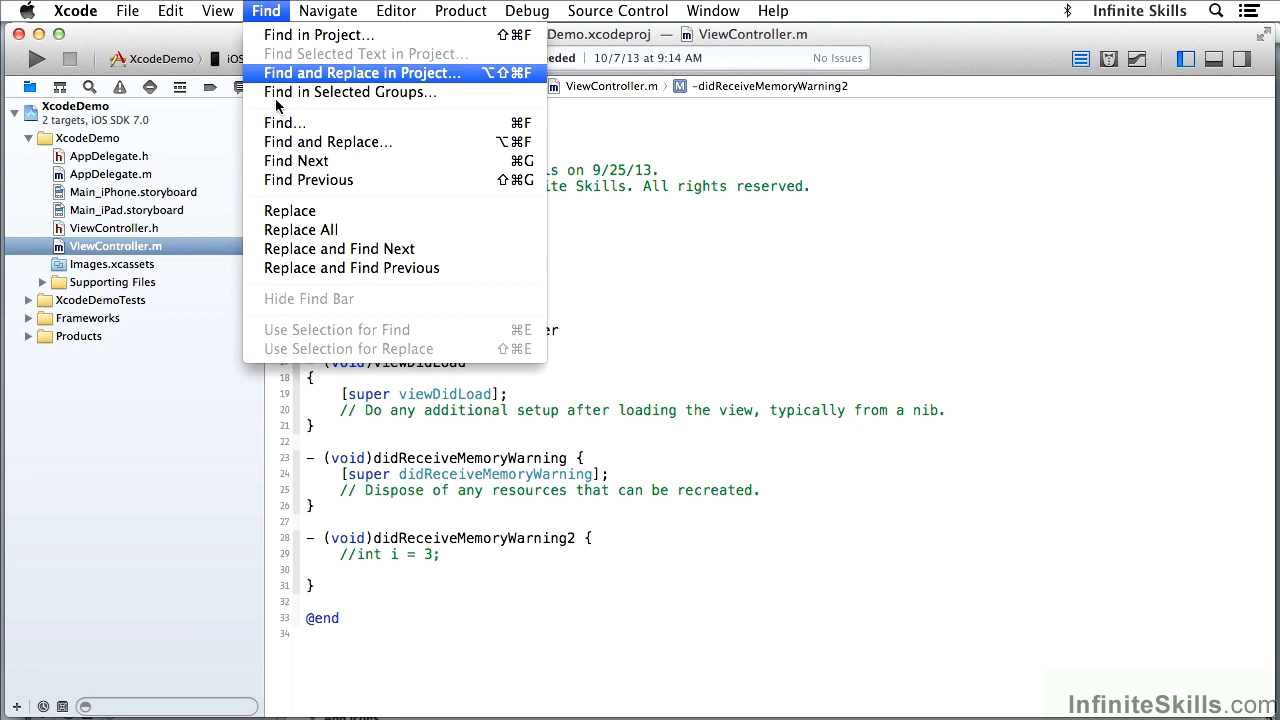 Xcode File Edit View Find Navigate Editor Product Debug Source Control Window Help Infinite Skills
Demo.xcodeproj — ViewController.m
XcodeDemo iOS
eded 10/7/13 at 9:14 AM No Issues
ViewController.m M -didReceiveMemoryWarning2
Find in Project... ⇧⌘F
Find Selected Text in Project...
Find and Replace in Project... ⌥⇧⌘F
Find in Selected Groups...
Find... ⌘F
Find and Replace... ⌥⌘F
Find Next ⌘G
Find Previous ⇧⌘G
Replace
Replace All
Replace and Find Next
Replace and Find Previous
Hide Find Bar
Use Selection for Find ⌘E
Use Selection for Replace ⇧⌘E
XcodeDemo
2 targets, iOS SDK 7.0
XcodeDemo
h AppDelegate.h
m AppDelegate.m
Main_iPhone.storyboard
Main_iPad.storyboard
h ViewController.h
m ViewController.m
Images.xcassets
Supporting Files
XcodeDemoTests
Frameworks
Products
ls on 9/25/13.
ite Skills. All rights reserved.
er
- (void)viewDidLoad
18 {
19 [super viewDidLoad];
20 // Do any additional setup after loading the view, typically from a nib.
21 }
22
23 - (void)didReceiveMemoryWarning {
24 [super didReceiveMemoryWarning];
25 // Dispose of any resources that can be recreated.
26 }
27
28 - (void)didReceiveMemoryWarning2 {
29 //int i = 3;
30
31 }
32
33 @end
34
InfiniteSkills.com